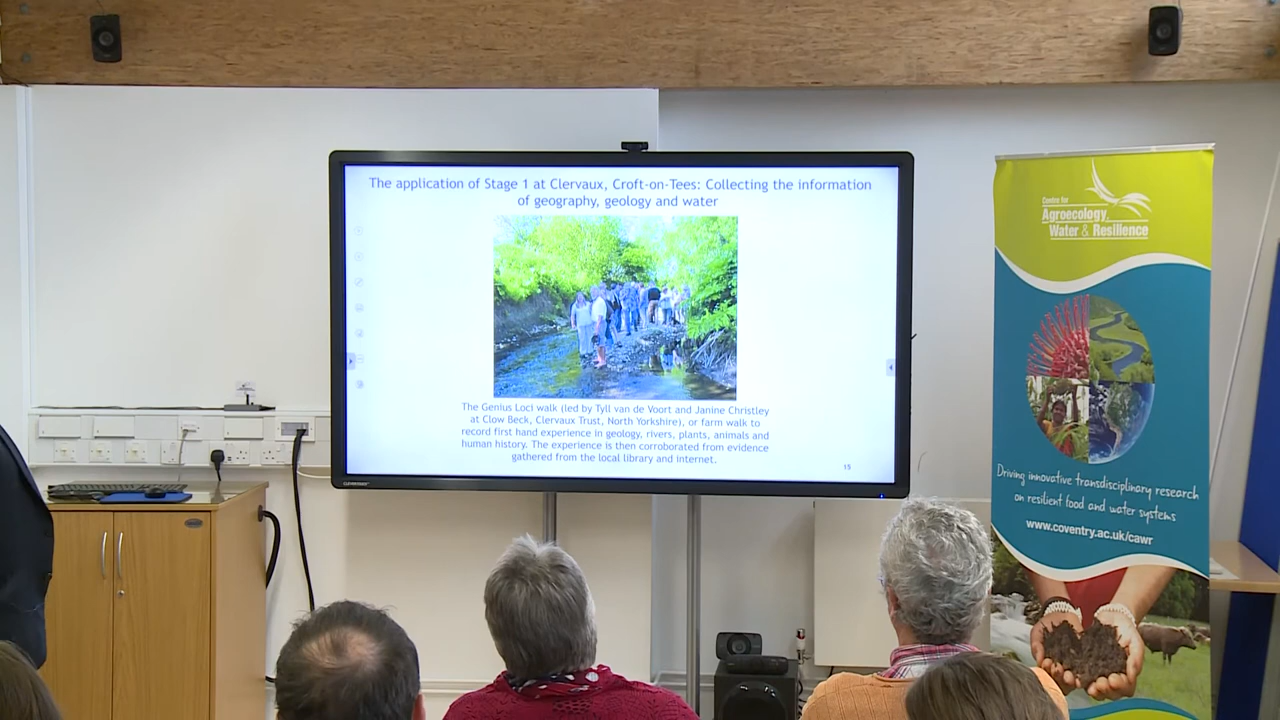 The application of Stage 1 at Clervaux, Croft-on-Tees: Collecting the information
of geography, geology and water
The Genius Loci walk (led by Tyll van de Voort and Janine Christley
at Clow Beck, Clervaux Trust, North Yorkshire), or farm walk to
record first hand experience in geology, rivers, plants, animals and
human history. The experience is then corroborated from evidence
gathered from the local library and internet.
15
Centre for
Agroecology,
Water & Resilience
Driving innovative transdisciplinary research
on resilient food and water systems
www.coventry.ac.uk/cawr